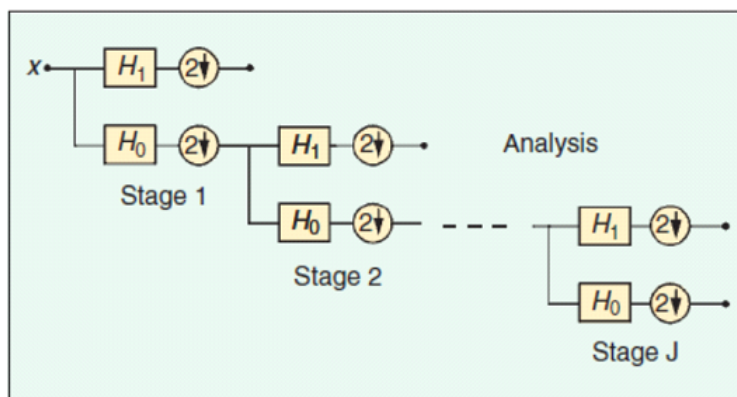 x H₁ 2↓
H₀ 2↓ H₁ 2↓ Analysis
Stage 1 H₀ 2↓ H₁ 2↓
Stage 2
H₀ 2↓
Stage J